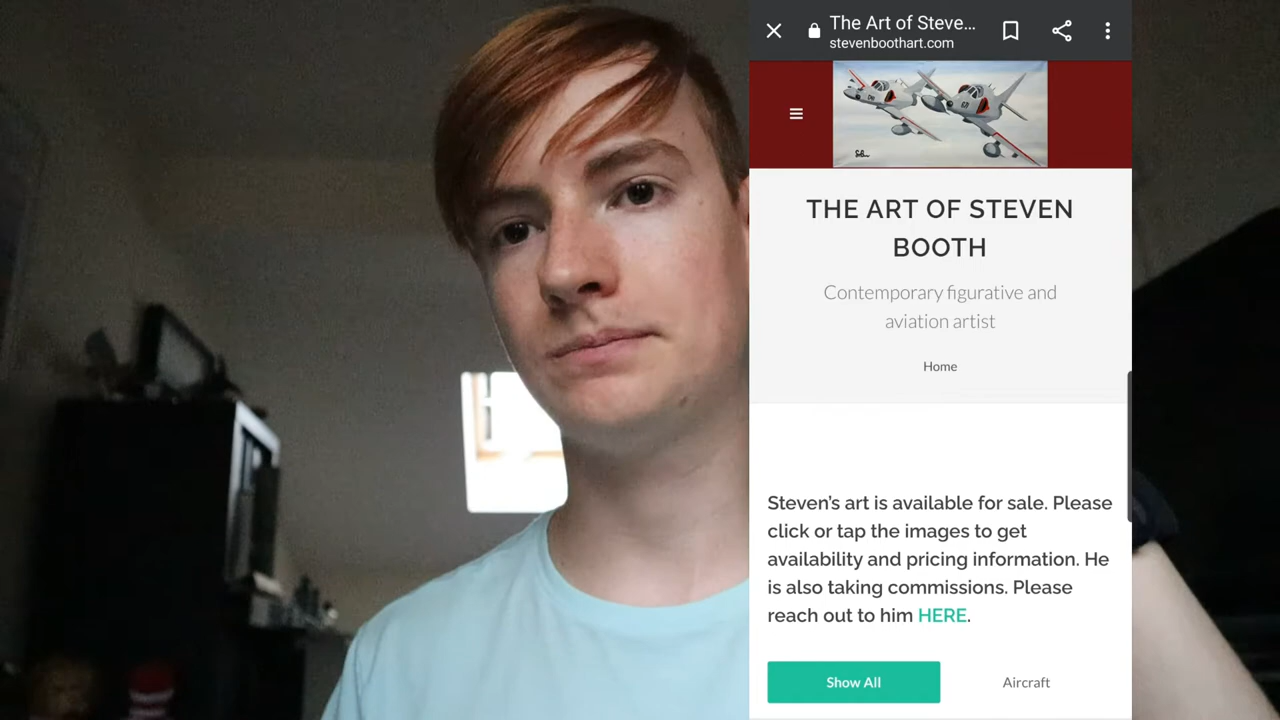 The Art of Steve...
stevenboothart.com
THE ART OF STEVEN
BOOTH
Contemporary figurative and
aviation artist
Home
Steven's art is available for sale. Please
click or tap the images to get
availability and pricing information. He
is also taking commissions. Please
reach out to him HERE.
Show All
Aircraft